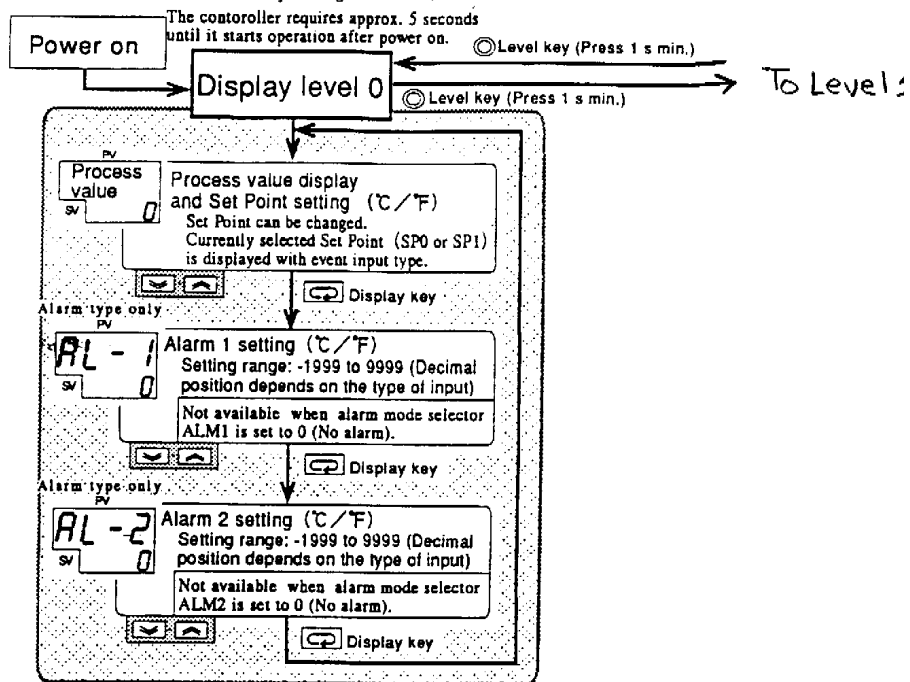 The contoroller requires approx. 5 seconds
until it starts operation after power on.
Power on
Level key (Press 1 s min.)
Display level 0
Level key (Press 1 s min.)
To Level 1
PV
Process
value
SV 0
Process value display
and Set Point setting (℃/℉)
Set Point can be changed.
Currently selected Set Point (SP0 or SP1)
is displayed with event input type.
Display key
Alarm type only
PV
AL-1
SV 0
Alarm 1 setting (℃/℉)
Setting range: -1999 to 9999 (Decimal
position depends on the type of input)
Not available when alarm mode selector
ALM1 is set to 0 (No alarm).
Display key
Alarm type only
PV
AL-2
SV 0
Alarm 2 setting (℃/℉)
Setting range: -1999 to 9999 (Decimal
position depends on the type of input)
Not available when alarm mode selector
ALM2 is set to 0 (No alarm).
Display key